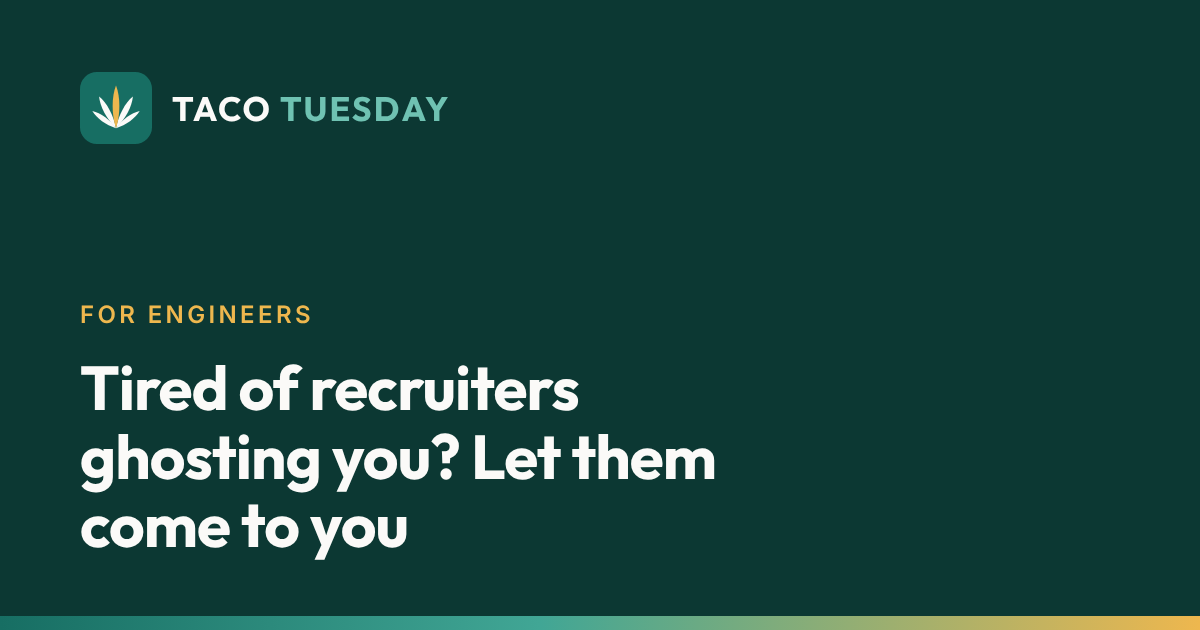 TACO TUESDAY
FOR ENGINEERS
Tired of recruiters
ghosting you? Let them
come to you